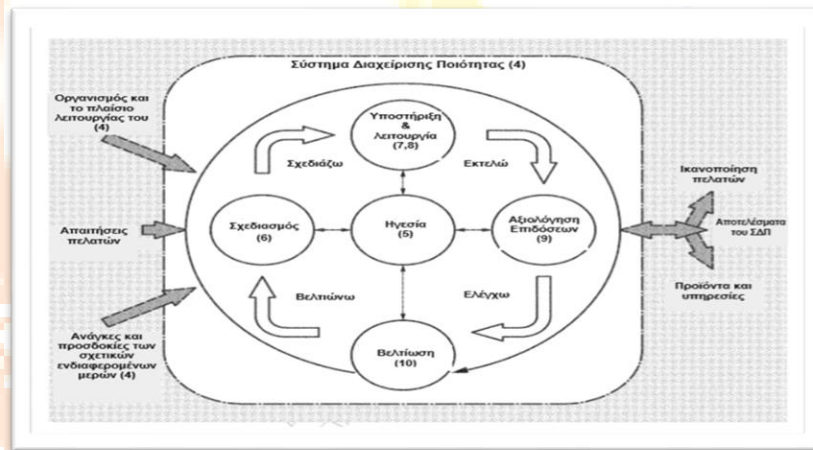 Σύστημα Διαχείρισης Ποιότητας (4)
Οργανισμός και
το πλαίσιο
λειτουργίας του
(4)
Απαιτήσεις
πελατών
Ανάγκες και
προσδοκίες των
σχετικών
ενδιαφερομένων
μερών (4)
Υποστήριξη
&
λειτουργία
(7,8)
Σχεδιάζω
Εκτελώ
Σχεδιασμός
(6)
Ηγεσία
(5)
Αξιολόγηση
Επιδόσεων
(9)
Βελτιώνω
Ελέγχω
Βελτίωση
(10)
Ικανοποίηση
πελατών
Αποτελέσματα
του ΣΔΠ
Προϊόντα και
υπηρεσίες